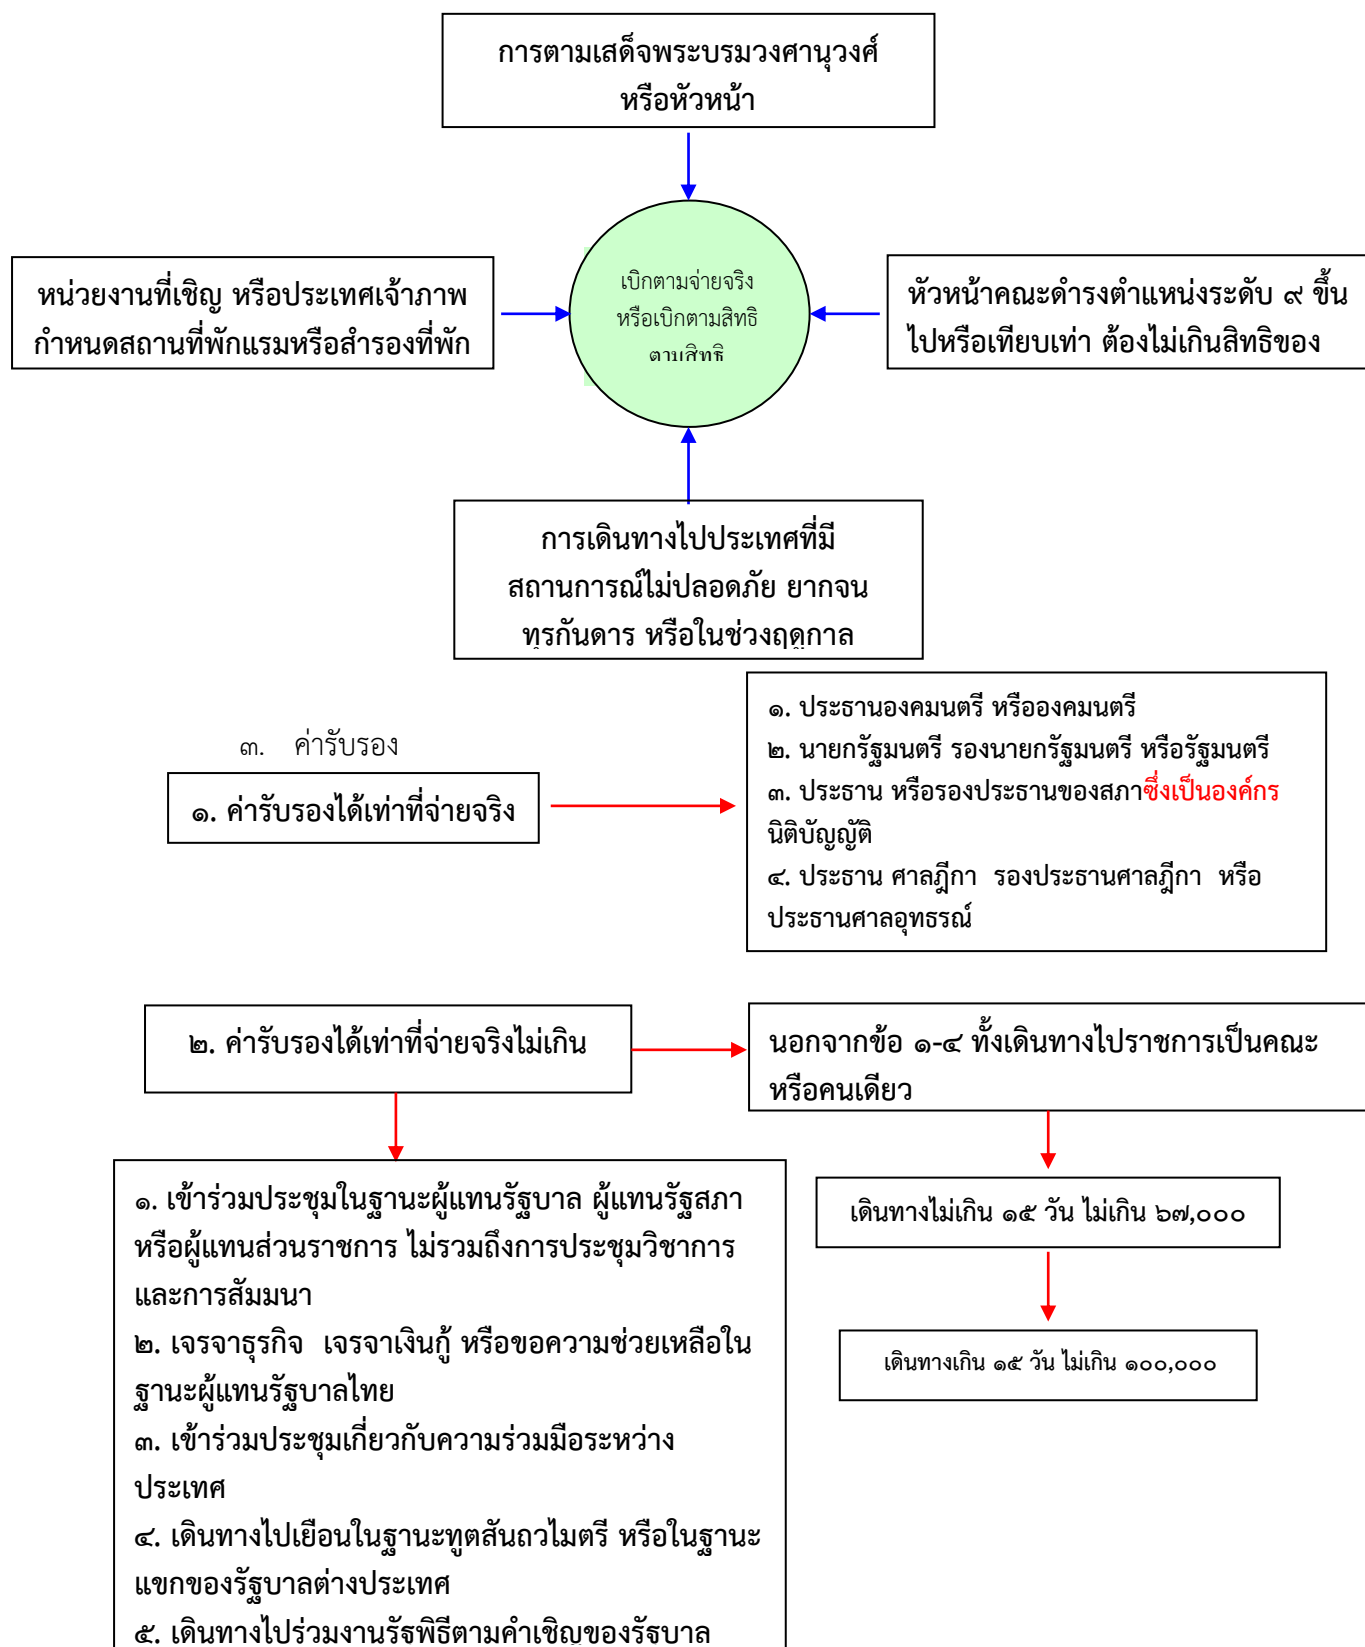 การตามเสด็จพระบรมวงศานุวงศ์
หรือหัวหน้า
หน่วยงานที่เชิญ หรือประเทศเจ้าภาพ
กำหนดสถานที่พักแรมหรือสำรองที่พัก
เบิกตามจ่ายจริง
หรือเบิกตามสิทธิ
ตามสิทธิ
หัวหน้าคณะดำรงตำแหน่งระดับ ๙ ขึ้น
ไปหรือเทียบเท่า ต้องไม่เกินสิทธิของ
การเดินทางไปประเทศที่มี
สถานการณ์ไม่ปลอดภัย ยากจน
ทุรกันดาร หรือในช่วงฤดูกาล
๓. ค่ารับรอง
๑. ค่ารับรองได้เท่าที่จ่ายจริง
๑. ประธานองคมนตรี หรือองคมนตรี
๒. นายกรัฐมนตรี รองนายกรัฐมนตรี หรือรัฐมนตรี
๓. ประธาน หรือรองประธานของสภาซึ่งเป็นองค์กร
นิติบัญญัติ
๔. ประธาน ศาลฎีกา รองประธานศาลฎีกา หรือ
ประธานศาลอุทธรณ์
๒. ค่ารับรองได้เท่าที่จ่ายจริงไม่เกิน
นอกจากข้อ ๑-๔ ทั้งเดินทางไปราชการเป็นคณะ
หรือคนเดียว
๑. เข้าร่วมประชุมในฐานะผู้แทนรัฐบาล ผู้แทนรัฐสภา
หรือผู้แทนส่วนราชการ ไม่รวมถึงการประชุมวิชาการ
และการสัมมนา
๒. เจรจาธุรกิจ เจรจาเงินกู้ หรือขอความช่วยเหลือใน
ฐานะผู้แทนรัฐบาลไทย
๓. เข้าร่วมประชุมเกี่ยวกับความร่วมมือระหว่าง
ประเทศ
๔. เดินทางไปเยือนในฐานะทูตสันถวไมตรี หรือในฐานะ
แขกของรัฐบาลต่างประเทศ
๕. เดินทางไปร่วมงานรัฐพิธีตามคำเชิญของรัฐบาล
เดินทางไม่เกิน ๑๕ วัน ไม่เกิน ๖๗,๐๐๐
เดินทางเกิน ๑๕ วัน ไม่เกิน ๑๐๐,๐๐๐